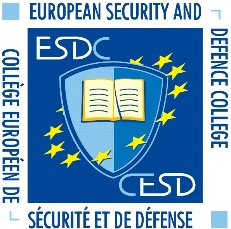 EUROPEAN SECURITY AND
DEFENCE COLLEGE
ESDC
CESD
COLLÈGE EUROPÉEN DE
SÉCURITÉ ET DE DÉFENSE